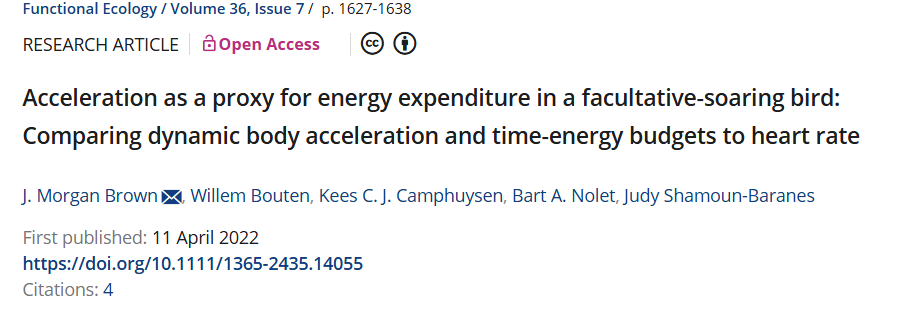 Functional Ecology / Volume 36, Issue 7 / p. 1627-1638
RESEARCH ARTICLE Open Access cc
Acceleration as a proxy for energy expenditure in a facultative-soaring bird:
Comparing dynamic body acceleration and time-energy budgets to heart rate
J. Morgan Brown, Willem Bouten, Kees C. J. Camphuysen, Bart A. Nolet, Judy Shamoun-Baranes
First published: 11 April 2022
https://doi.org/10.1111/1365-2435.14055
Citations: 4